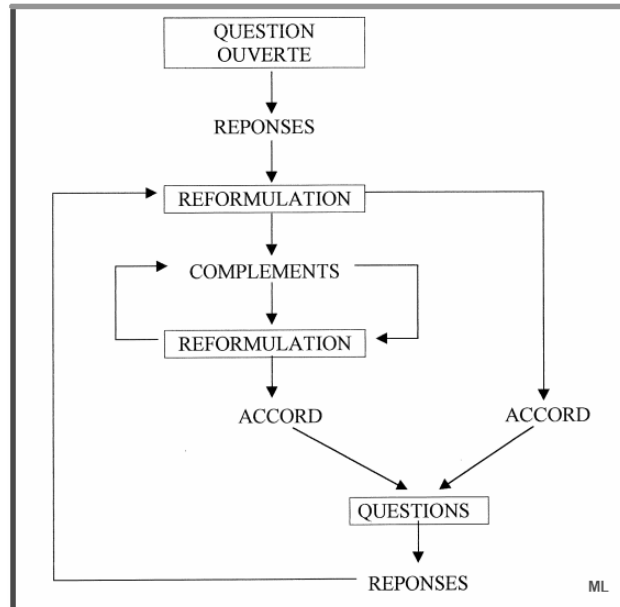 QUESTION
OUVERTE
REPONSES
REFORMULATION
COMPLEMENTS
REFORMULATION
ACCORD
ACCORD
QUESTIONS
REPONSES
ML